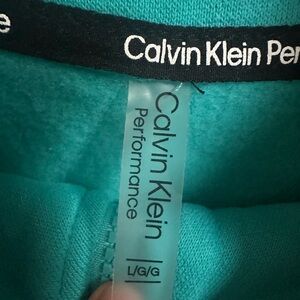 e
Calvin Klein Per
Calvin Klein
Performance
L/G/G